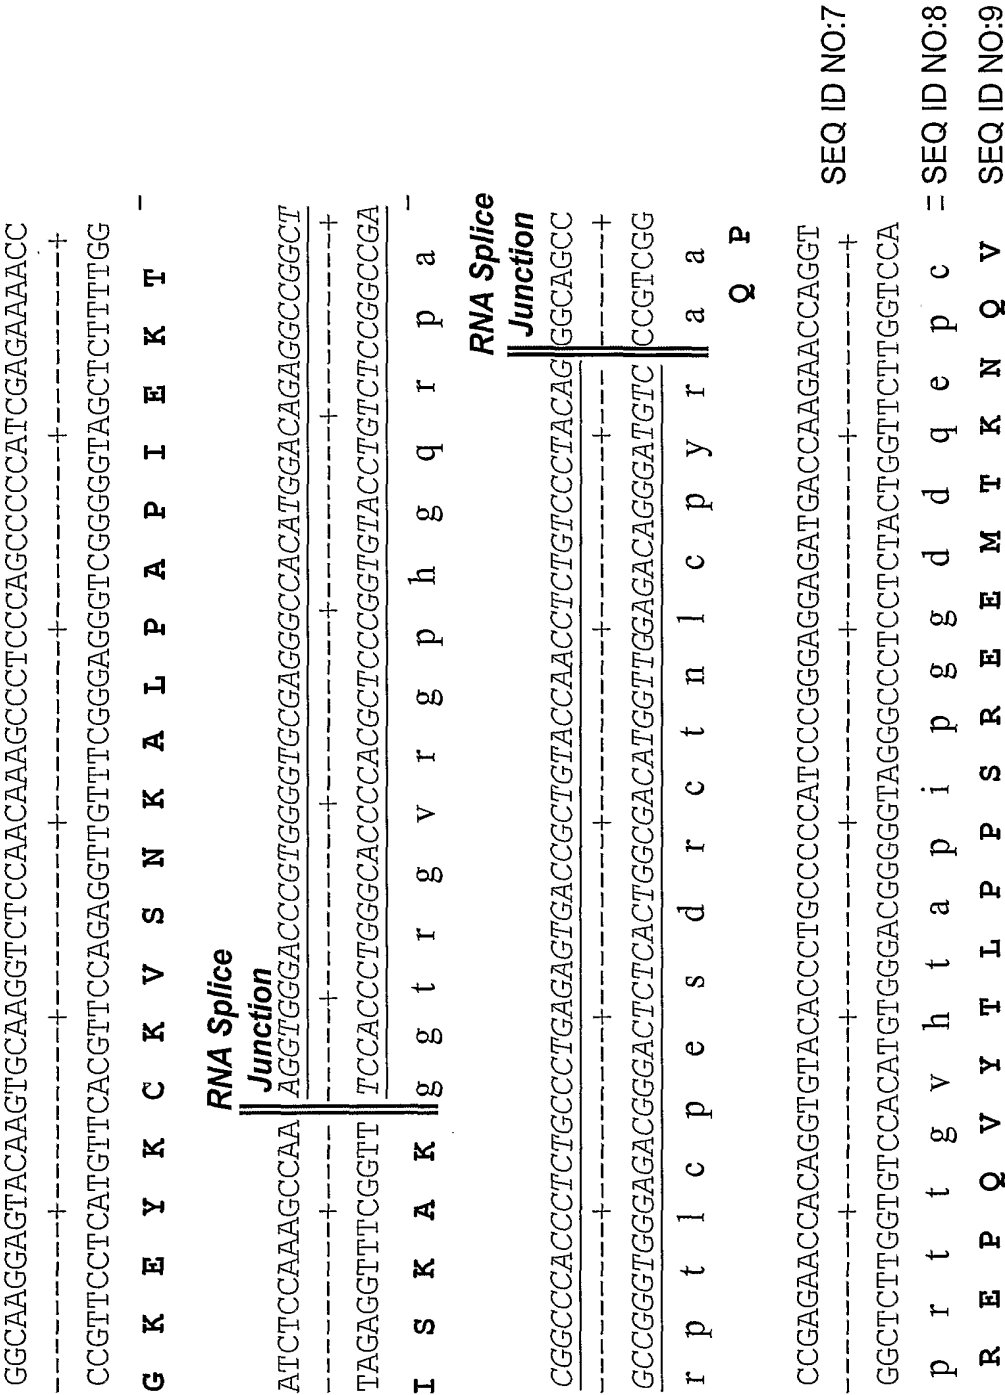 GGCAAGGAGTACAAGTGCAAGGTCTCCAACAAAGCCCTCCCAGCCCCCATCGAGAAAACC
---------+---------+---------+---------+---------+---------+
CCGTTCCTCATGTTCACGTTCCAGAGGTTGTTTCGGGAGGGTCGGGGGTAGCTCTTTTGG
G K E Y K C K V S N K A L P A P I E K T -
RNA Splice
Junction
ATCTCCAAAGCCAA AGGTGGGACCCGTGGGGTGCGAGGGCCACATGGACAGAGGCCGGCT
---------+---------+---------+---------+---------+---------+
TAGAGGTTTCGGTT TCCACCCTGGGCACCCCACGCTCCCGGTGTACCTGTCTCCGGCCGA
I S K A K g g t r g v r g p h g q r p a -
RNA Splice
Junction
CGGCCCACCCTCTGCCCTGAGAGTGACCGCTGTACCAACCTCTGTCCCTACAG GGCAGCC
---------+---------+---------+---------+---------+---------+
GCCGGGTGGGAGACGGGACTCTCACTGGCGACATGGTTGGAGACAGGGATGTC CCGTCGG
r p t l c p e s d r c t n l c p y r a a
Q P
CCGAGAACCACAGGTGTACACCCTGCCCCCATCCCGGGAGGAGATGACCAAGAACCAGGT
---------+---------+---------+---------+---------+---------+ SEQ ID NO:7
GGCTCTTGGTGTCCACATGTGGGACGGGGGTAGGGCCCTCCTCTACTGGTTCTTGGTCCA
p r t t g v h t a p i p g g d d q e p c = SEQ ID NO:8
R E P Q V Y T L P P S R E E M T K N Q V SEQ ID NO:9